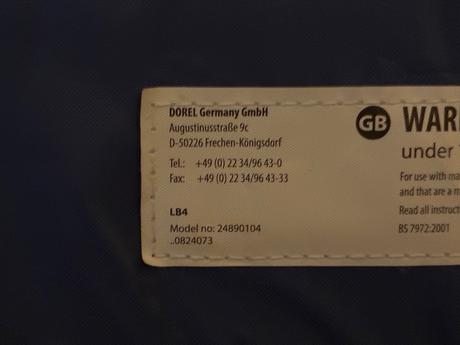 DOREL Germany GmbH
Augustinusstraße 9c
D-50226 Frechen-Königsdorf
Tel.: +49 (0) 22 34/96 43-0
Fax: +49 (0) 22 34/96 43-33
LB4
Model no: 24890104
..0824073
GB WAR
under
For use with ma
and that are a m
Read all instruc
BS 7972:2001